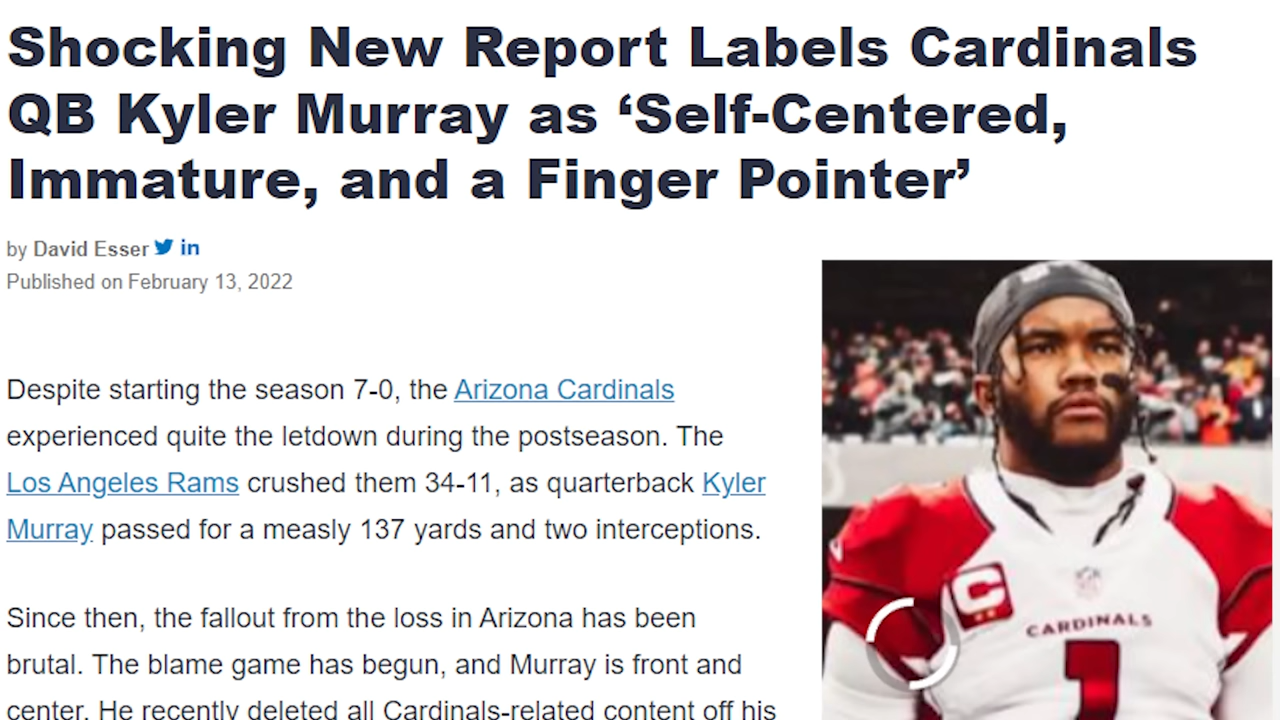 Shocking New Report Labels Cardinals
QB Kyler Murray as ‘Self-Centered,
Immature, and a Finger Pointer’
by David Esser in
Published on February 13, 2022
Despite starting the season 7-0, the Arizona Cardinals
experienced quite the letdown during the postseason. The
Los Angeles Rams crushed them 34-11, as quarterback Kyler
Murray passed for a measly 137 yards and two interceptions.
Since then, the fallout from the loss in Arizona has been
brutal. The blame game has begun, and Murray is front and
center. He recently deleted all Cardinals-related content off his
C
CARDINALS
1